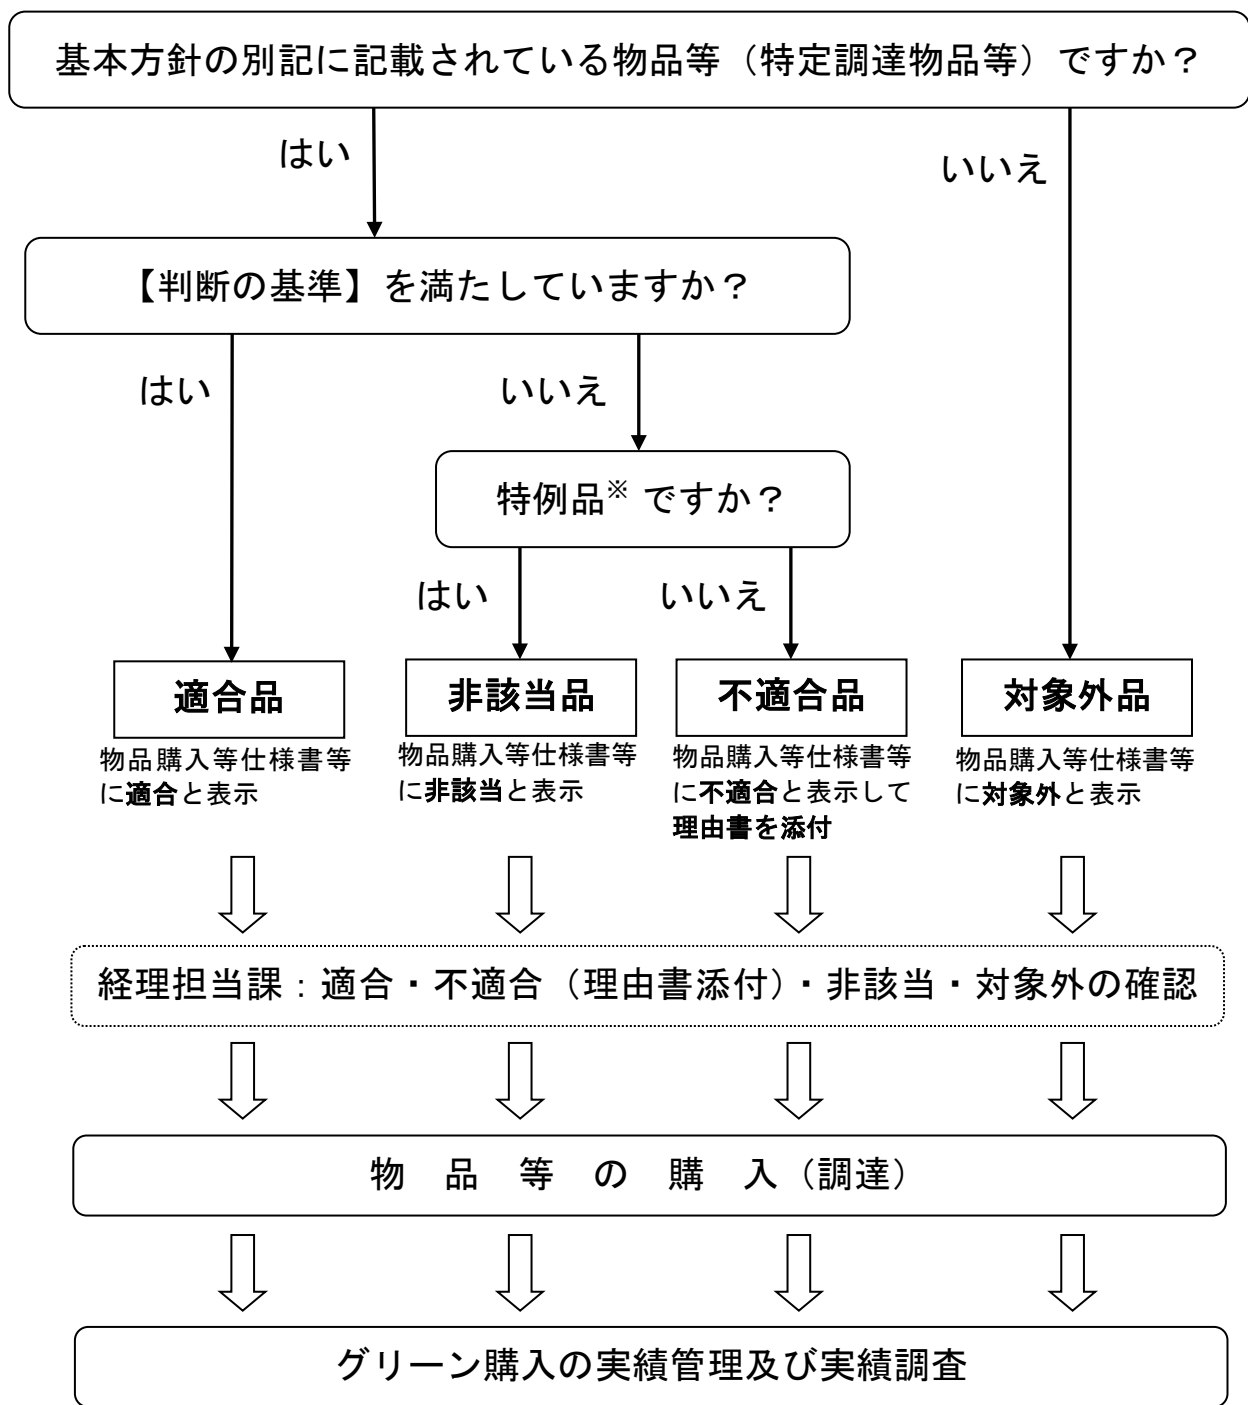 基本方針の別記に記載されている物品等（特定調達物品等）ですか？
はい
いいえ
【判断の基準】を満たしていますか？
はい
いいえ
特例品※ ですか？
はい
いいえ
適合品
物品購入等仕様書等
に適合と表示
非該当品
物品購入等仕様書等
に非該当と表示
不適合品
物品購入等仕様書等
に不適合と表示して
理由書を添付
対象外品
物品購入等仕様書等
に対象外と表示
経理担当課：適合・不適合（理由書添付）・非該当・対象外の確認
物　品　等　の　購　入（調達）
グリーン購入の実績管理及び実績調査